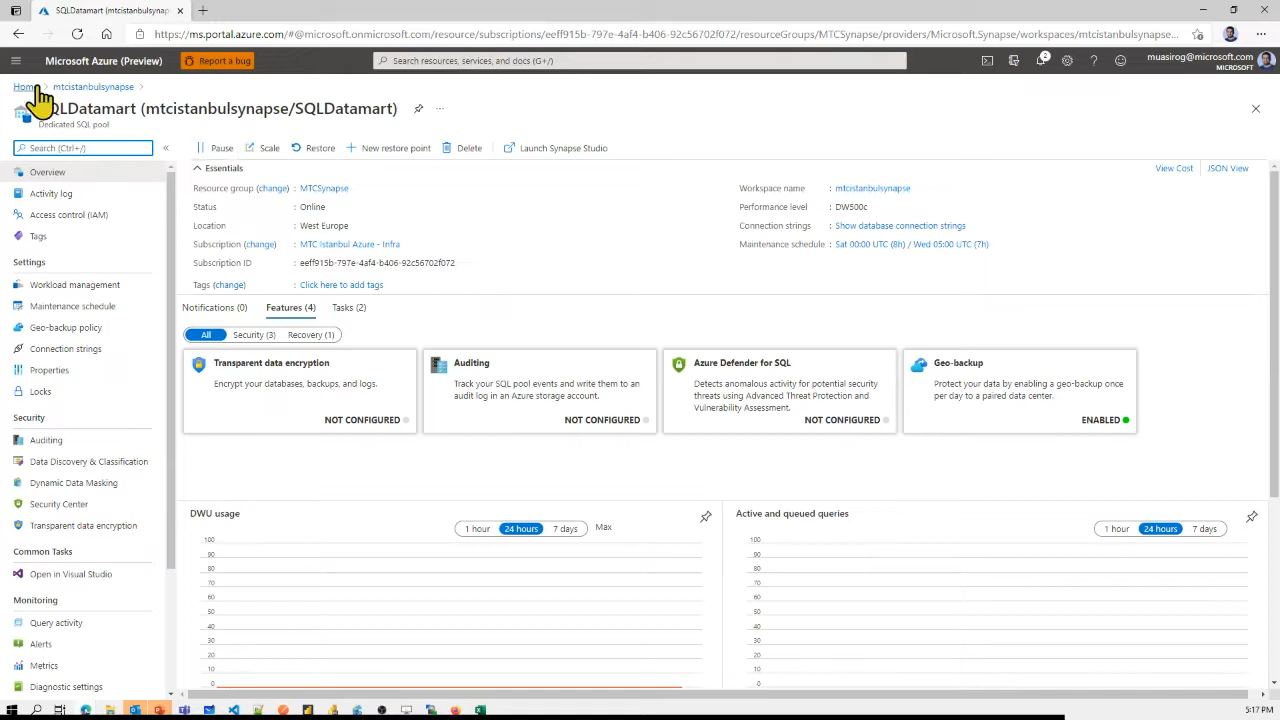 SQLDatamart (mtcistanbulsynap
https://ms.portal.azure.com/#@microsoft.onmicrosoft.com/resource/subscriptions/eeff915b-797e-4af4-b406-92c56702f072/resourceGroups/MTCSynapse/providers/Microsoft.Synapse/workspaces/mtcistanbulsynapse/...
Microsoft Azure (Preview)
Report a bug
Search resources, services, and docs (G+/)
2
muasirog@microsoft.com
MICROSOFT
Home > mtcistanbulsynapse >
QLDatamart (mtcistanbulsynapse/SQLDatamart)
Dedicated SQL pool
Search (Ctrl+/)
Pause
Scale
Restore
New restore point
Delete
Launch Synapse Studio
Overview
Activity log
Access control (IAM)
Tags
Settings
Workload management
Maintenance schedule
Geo-backup policy
Connection strings
Properties
Locks
Security
Auditing
Data Discovery & Classification
Dynamic Data Masking
Security Center
Transparent data encryption
Common Tasks
Open in Visual Studio
Monitoring
Query activity
Alerts
Metrics
Diagnostic settings
Essentials
View Cost
JSON View
Resource group (change) : MTCSynapse
Status : Online
Location : West Europe
Subscription (change) : MTC Istanbul Azure - Infra
Subscription ID : eeff915b-797e-4af4-b406-92c56702f072
Tags (change) : Click here to add tags
Workspace name : mtcistanbulsynapse
Performance level : DW500c
Connection strings : Show database connection strings
Maintenance schedule : Sat 00:00 UTC (8h) / Wed 05:00 UTC (7h)
Notifications (0)
Features (4)
Tasks (2)
All
Security (3)
Recovery (1)
Transparent data encryption
Encrypt your databases, backups, and logs.
NOT CONFIGURED
Auditing
Track your SQL pool events and write them to an
audit log in an Azure storage account.
NOT CONFIGURED
Azure Defender for SQL
Detects anomalous activity for potential security
threats using Advanced Threat Protection and
Vulnerability Assessment.
NOT CONFIGURED
Geo-backup
Protect your data by enabling a geo-backup once
per day to a paired data center.
ENABLED
DWU usage
1 hour
24 hours
7 days
Max
100
90
80
70
60
50
40
30
20
10
0
Active and queued queries
1 hour
24 hours
7 days
100
90
80
70
60
50
40
30
20
10
0
5:17 PM